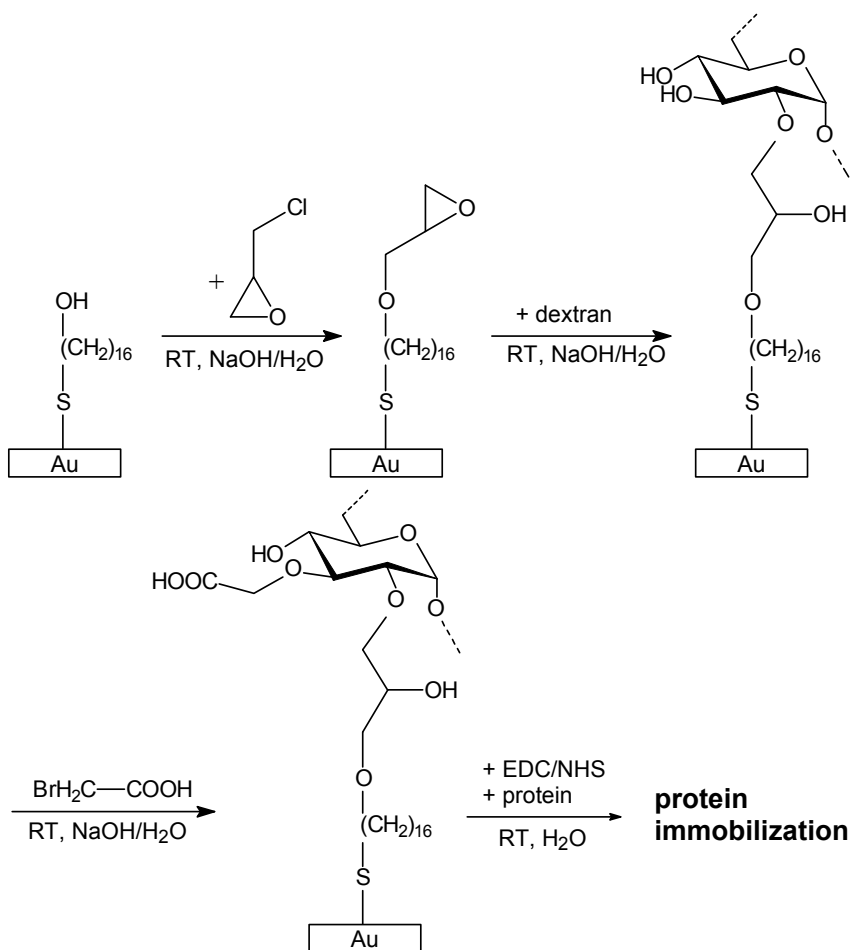 Cl
+
O
RT, NaOH/H2O
OH
(CH2)16
S
Au
O
O
(CH2)16
S
Au
+ dextran
RT, NaOH/H2O
O
HO
HO
O
O
OH
O
(CH2)16
S
Au
O
HO
HOOC
O
O
O
OH
O
(CH2)16
S
Au
BrH2C—COOH
RT, NaOH/H2O
+ EDC/NHS
+ protein
RT, H2O
protein
immobilization